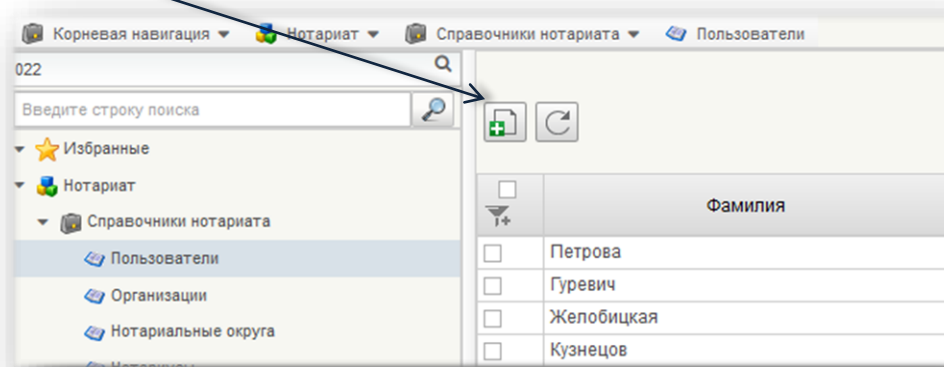 Корневая навигация Нотариат Справочники нотариата Пользователи
022
Введите строку поиска
Избранные
Нотариат
Справочники нотариата
Пользователи
Организации
Нотариальные округа
Фамилия
Петрова
Гуревич
Желобицкая
Кузнецов